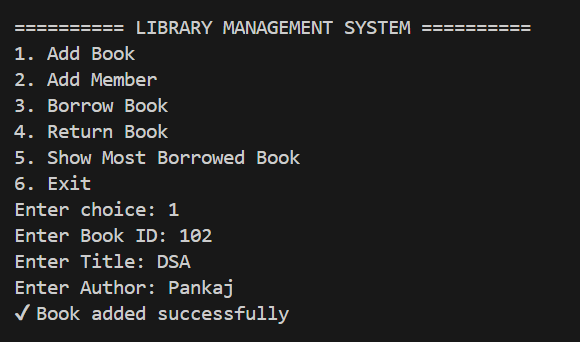 ========== LIBRARY MANAGEMENT SYSTEM ==========
1. Add Book
2. Add Member
3. Borrow Book
4. Return Book
5. Show Most Borrowed Book
6. Exit
Enter choice: 1
Enter Book ID: 102
Enter Title: DSA
Enter Author: Pankaj
✔ Book added successfully